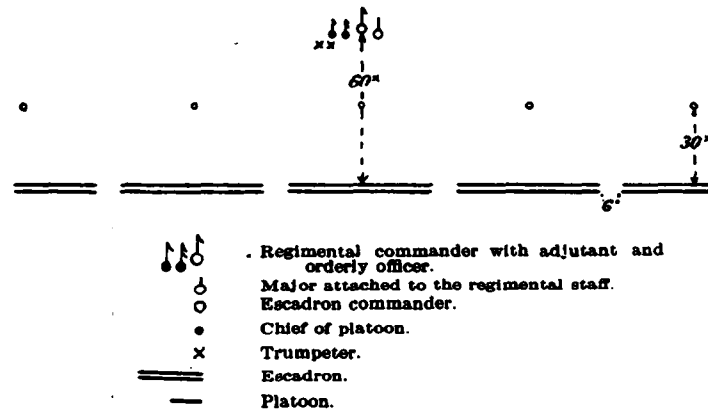 ××
60ˣ
30ˣ
6ˣ
Regimental commander with adjutant and
orderly officer.
Major attached to the regimental staff.
Escadron commander.
Chief of platoon.
× Trumpeter.
Escadron.
Platoon.